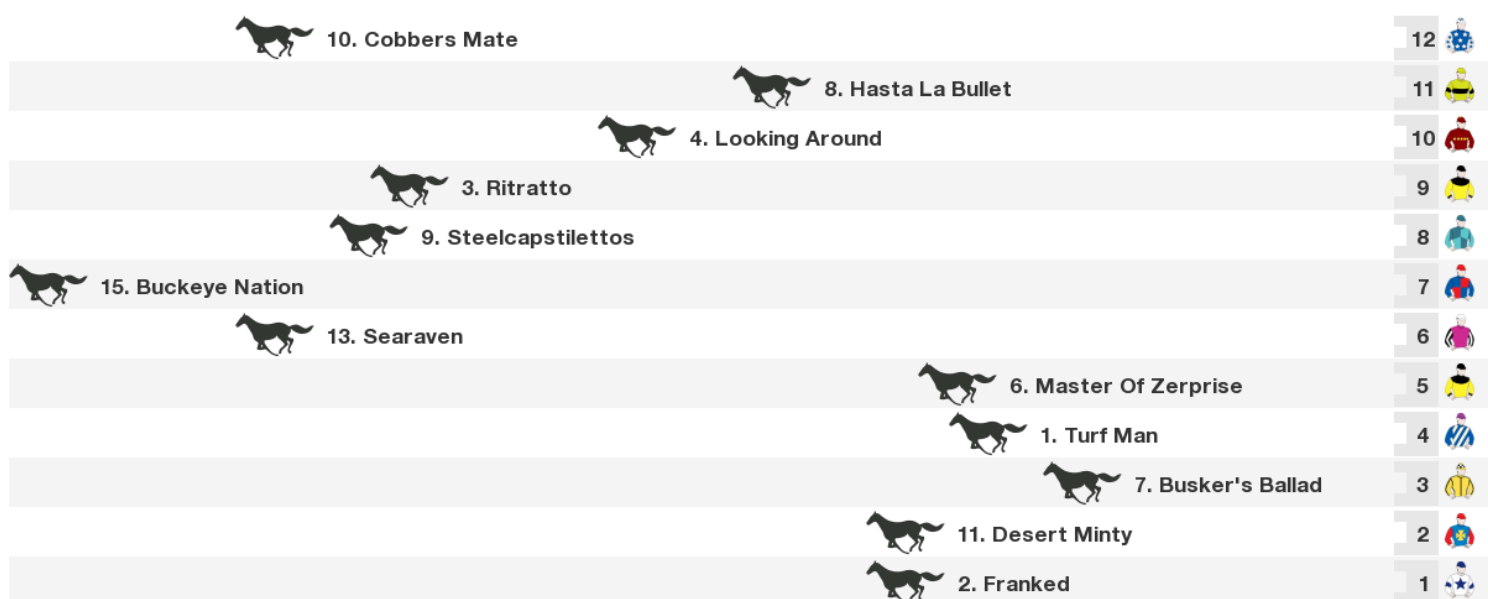 10. Cobbers Mate 12
8. Hasta La Bullet 11
4. Looking Around 10
3. Ritratto 9
9. Steelcapstilettos 8
15. Buckeye Nation 7
13. Searaven 6
6. Master Of Zerprise 5
1. Turf Man 4
7. Busker's Ballad 3
11. Desert Minty 2
2. Franked 1